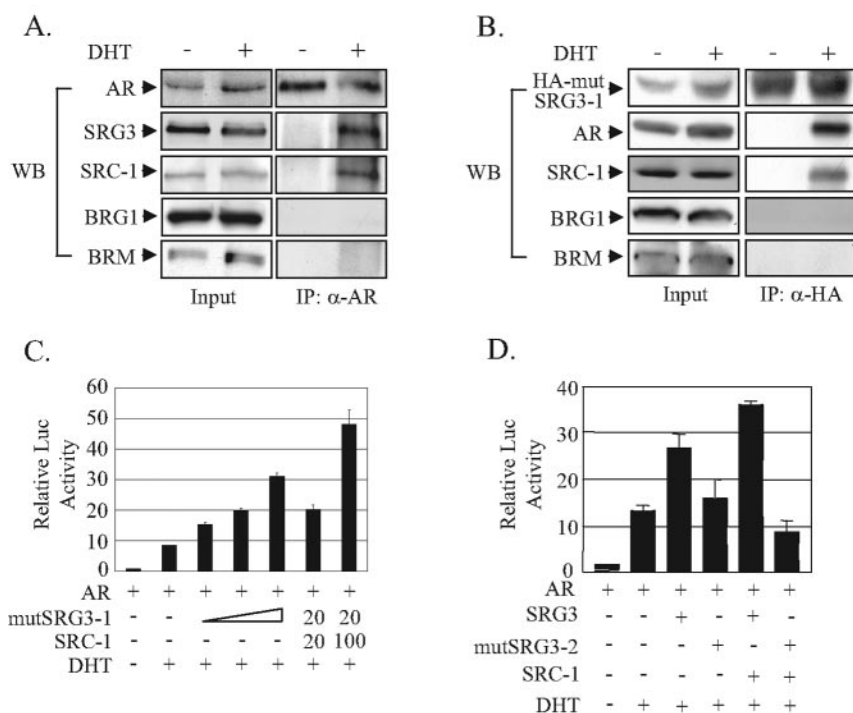 A.
DHT - + - +
AR
SRG3
WB
SRC-1
BRG1
BRM
Input IP: α-AR
B.
DHT - + - +
HA-mut
SRG3-1
AR
WB
SRC-1
BRG1
BRM
Input IP: α-HA
C.
Relative Luc
Activity
60
50
40
30
20
10
0
AR + + + + + + +
mutSRG3-1 - - 20 20
SRC-1 - - - - - 20 100
DHT - + + + + + +
D.
Relative Luc
Activity
40
30
20
10
0
AR + + + + + +
SRG3 - - + - + -
mutSRG3-2 - - - + - +
SRC-1 - - - - + +
DHT - + + + + +